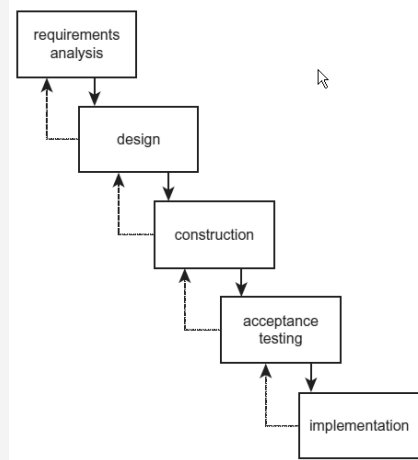 requirements
analysis
design
construction
acceptance
testing
implementation